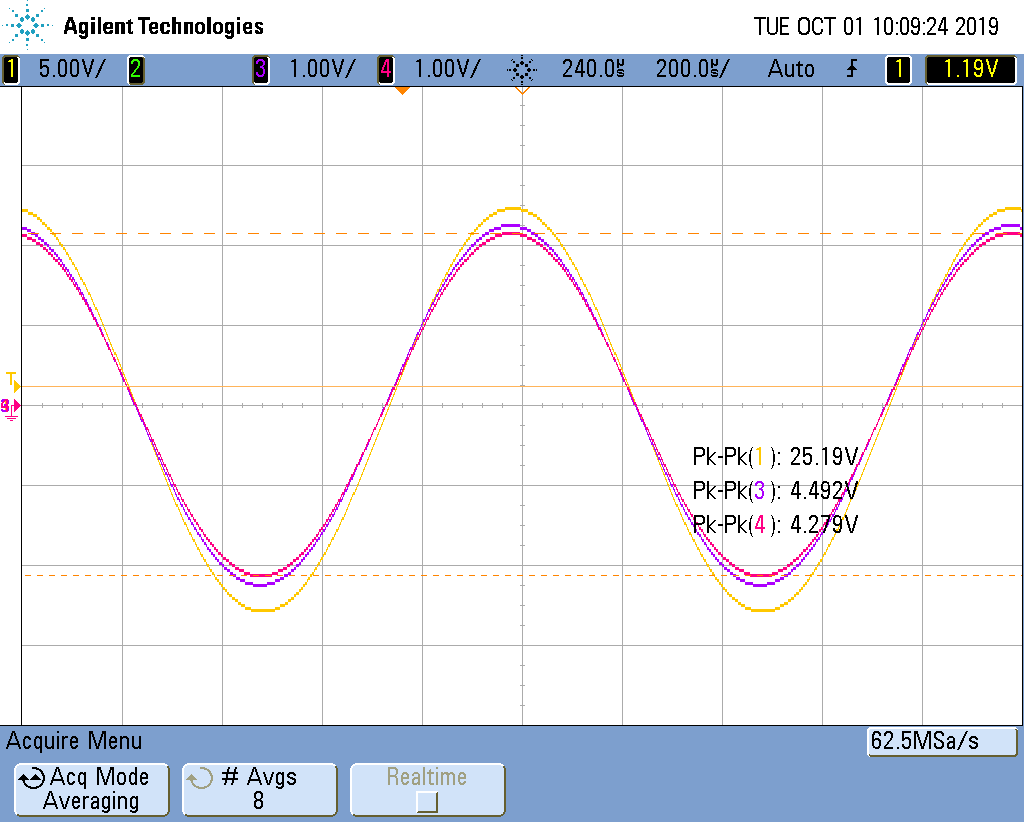 Agilent Technologies TUE OCT 01 10:09:24 2019
1 5.00V/ 2 3 1.00V/ 4 1.00V/ 240.0µs 200.0µs/ Auto 1 1.19V
T
3
Pk-Pk(1): 25.19V
Pk-Pk(3): 4.492V
Pk-Pk(4): 4.279V
Acquire Menu 62.5MSa/s
Acq Mode # Avgs Realtime
Averaging 8